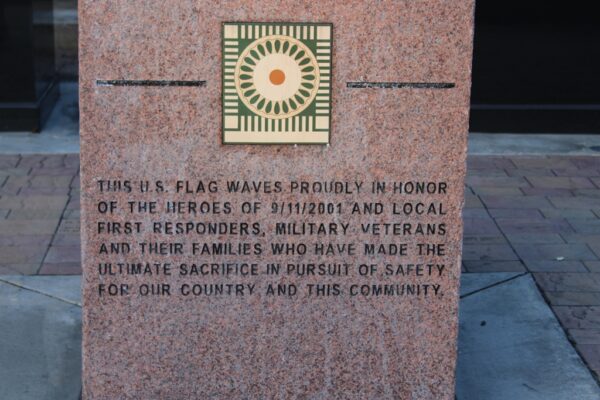 THIS U.S. FLAG WAVES PROUDLY IN HONOR
OF THE HEROES OF 9/11/2001 AND LOCAL
FIRST RESPONDERS, MILITARY VETERANS
AND THEIR FAMILIES WHO HAVE MADE THE
ULTIMATE SACRIFICE IN PURSUIT OF SAFETY
FOR OUR COUNTRY AND THIS COMMUNITY.